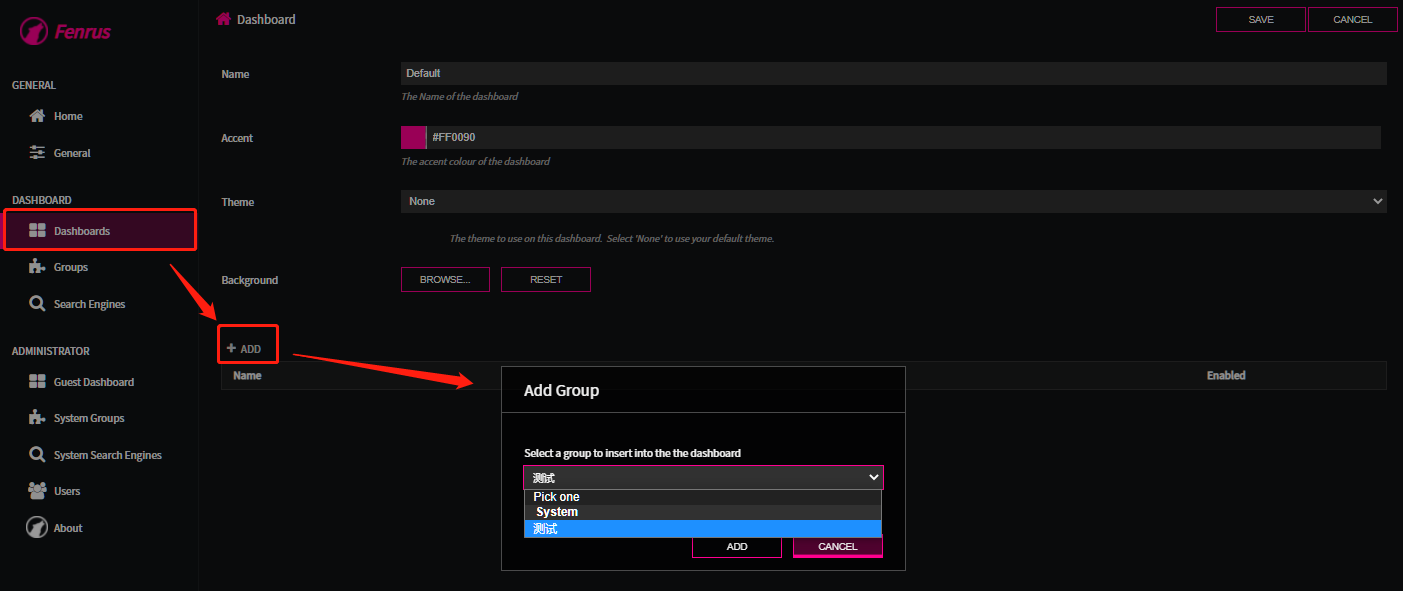 Fenrus
Dashboard
SAVE
CANCEL
GENERAL
Home
General
DASHBOARD
Dashboards
Groups
Search Engines
ADMINISTRATOR
Guest Dashboard
System Groups
System Search Engines
Users
About
Name
Default
The Name of the dashboard
Accent
#FF0090
The accent colour of the dashboard
Theme
None
The theme to use on this dashboard. Select 'None' to use your default theme.
Background
BROWSE...
RESET
+ ADD
Name
Enabled
Add Group
Select a group to insert into the the dashboard
测试
Pick one
System
测试
ADD
CANCEL